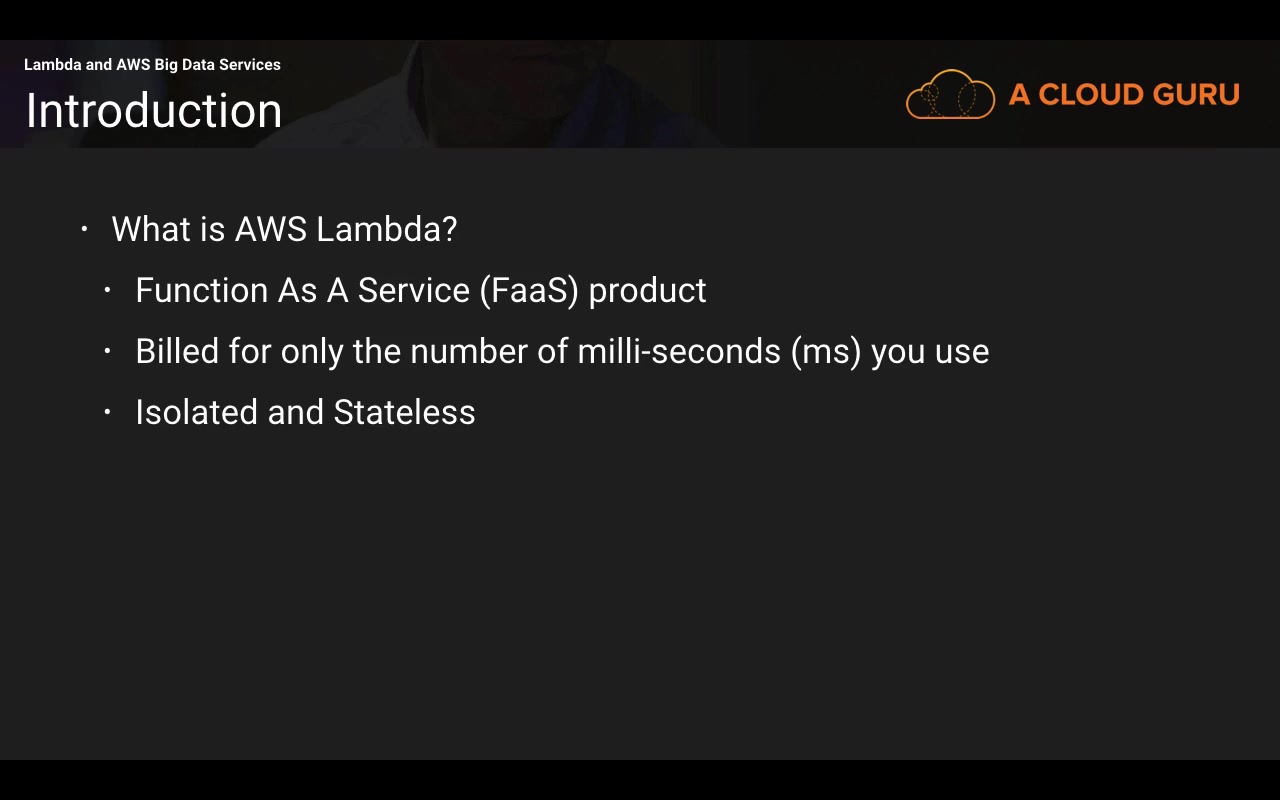 Lambda and AWS Big Data Services
Introduction
A CLOUD GURU
• What is AWS Lambda?
• Function As A Service (FaaS) product
• Billed for only the number of milli-seconds (ms) you use
• Isolated and Stateless